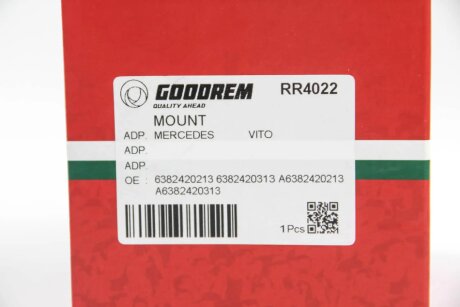 GOODREM RR4022
QUALITY AHEAD
MOUNT
ADP. MERCEDES VITO
ADP.
ADP.
OE : 6382420213 6382420313 A6382420213
A6382420313
1Pcs